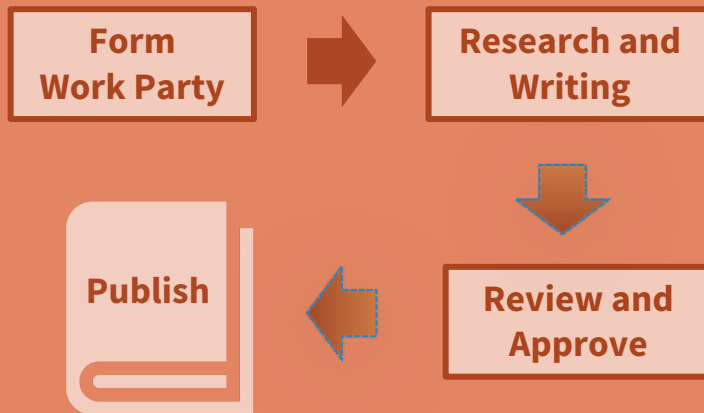 Form
Work Party
Research and
Writing
Review and
Approve
Publish